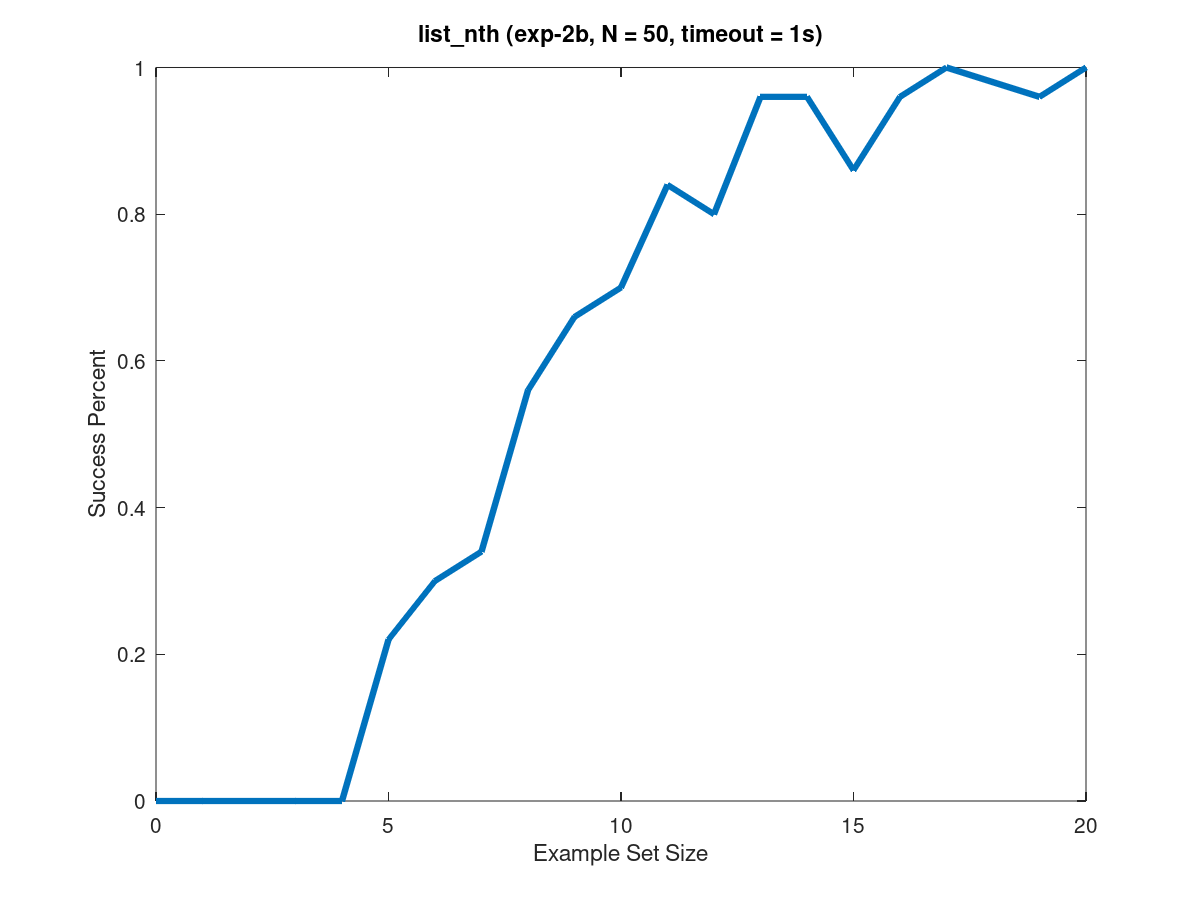 list_nth (exp-2b, N = 50, timeout = 1s)
1
0.8
0.6
0.4
0.2
0
Success Percent
0 5 10 15 20
Example Set Size